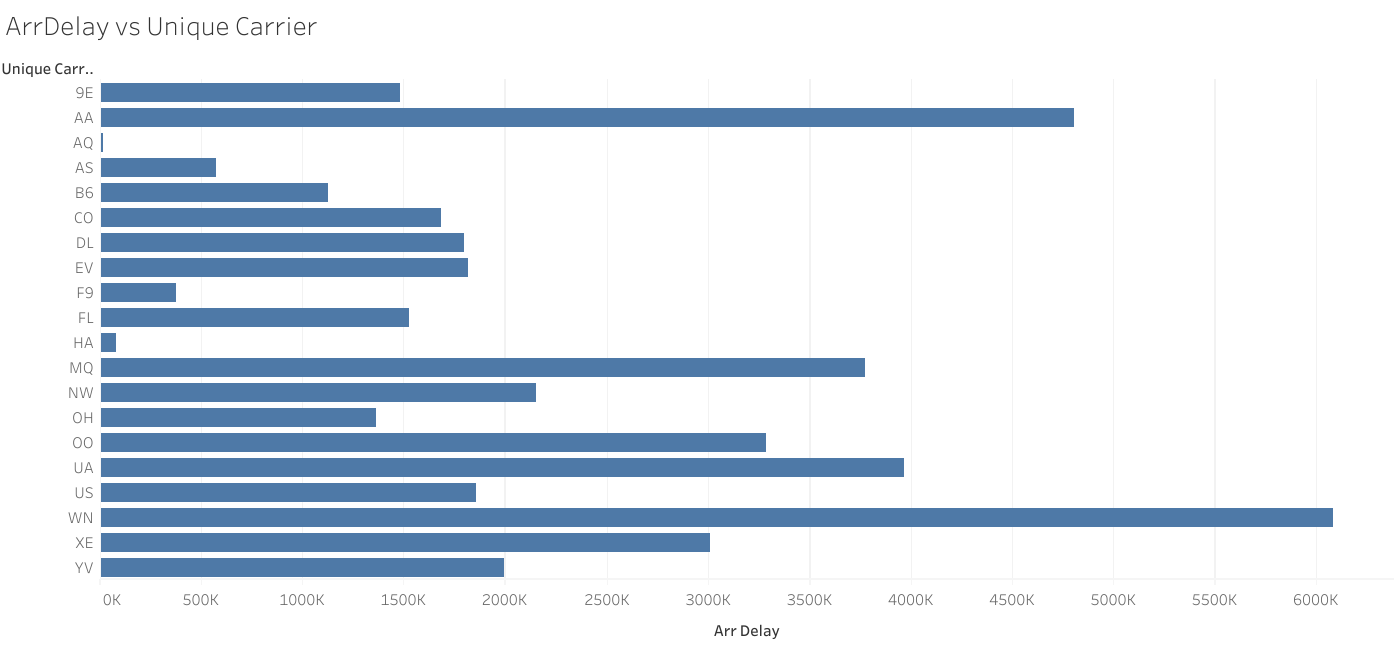 ArrDelay vs Unique Carrier
Unique Carr..
9E
AA
AQ
AS
B6
CO
DL
EV
F9
FL
HA
MQ
NW
OH
OO
UA
US
WN
XE
YV
0K 500K 1000K 1500K 2000K 2500K 3000K 3500K 4000K 4500K 5000K 5500K 6000K
Arr Delay